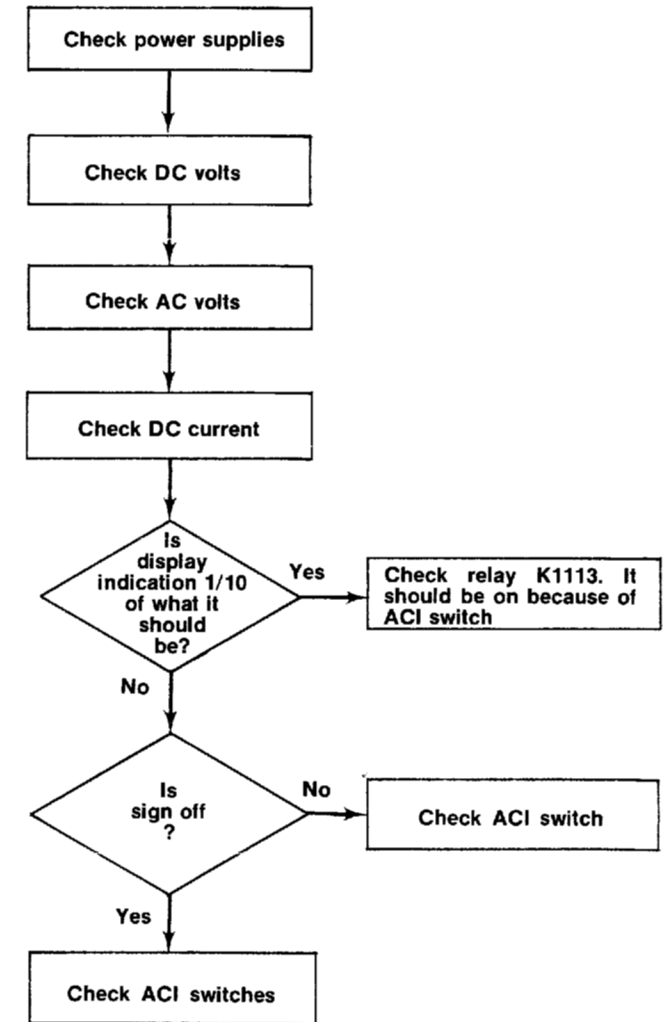 Check power supplies
Check DC volts
Check AC volts
Check DC current
Is
display
indication 1/10
of what it
should
be?
Yes
Check relay K1113. It
should be on because of
ACI switch
No
Is
sign off
?
No
Check ACI switch
Yes
Check ACI switches